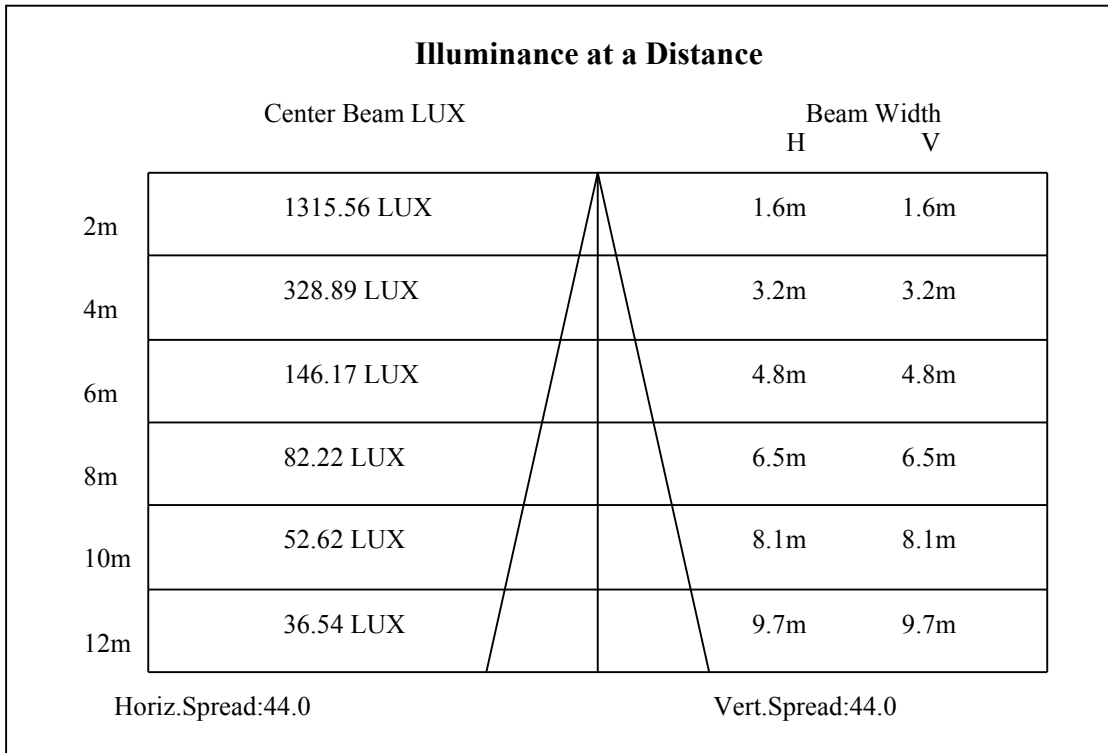 Illuminance at a Distance
Center Beam LUX Beam Width
H V
2m 1315.56 LUX 1.6m 1.6m
4m 328.89 LUX 3.2m 3.2m
6m 146.17 LUX 4.8m 4.8m
8m 82.22 LUX 6.5m 6.5m
10m 52.62 LUX 8.1m 8.1m
12m 36.54 LUX 9.7m 9.7m
Horiz.Spread:44.0 Vert.Spread:44.0